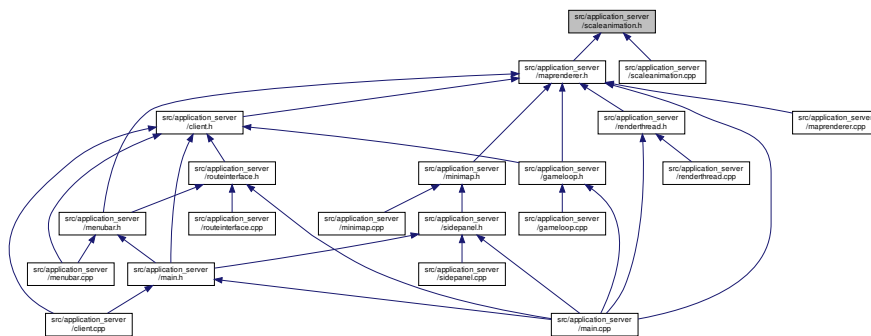 src/application_server
/scaleanimation.h
src/application_server
/maprenderer.h
src/application_server
/scaleanimation.cpp
src/application_server
/client.h
src/application_server
/renderthread.h
src/application_server
/maprenderer.cpp
src/application_server
/routeinterface.h
src/application_server
/minimap.h
src/application_server
/gameloop.h
src/application_server
/renderthread.cpp
src/application_server
/menubar.h
src/application_server
/routeinterface.cpp
src/application_server
/minimap.cpp
src/application_server
/sidepanel.h
src/application_server
/gameloop.cpp
src/application_server
/menubar.cpp
src/application_server
/main.h
src/application_server
/sidepanel.cpp
src/application_server
/client.cpp
src/application_server
/main.cpp